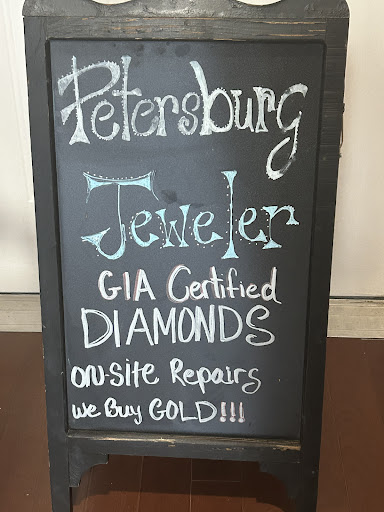 Petersburg
Jeweler
GIA Certified
DIAMONDS
ON-SITE Repairs
We Buy GOLD!!!